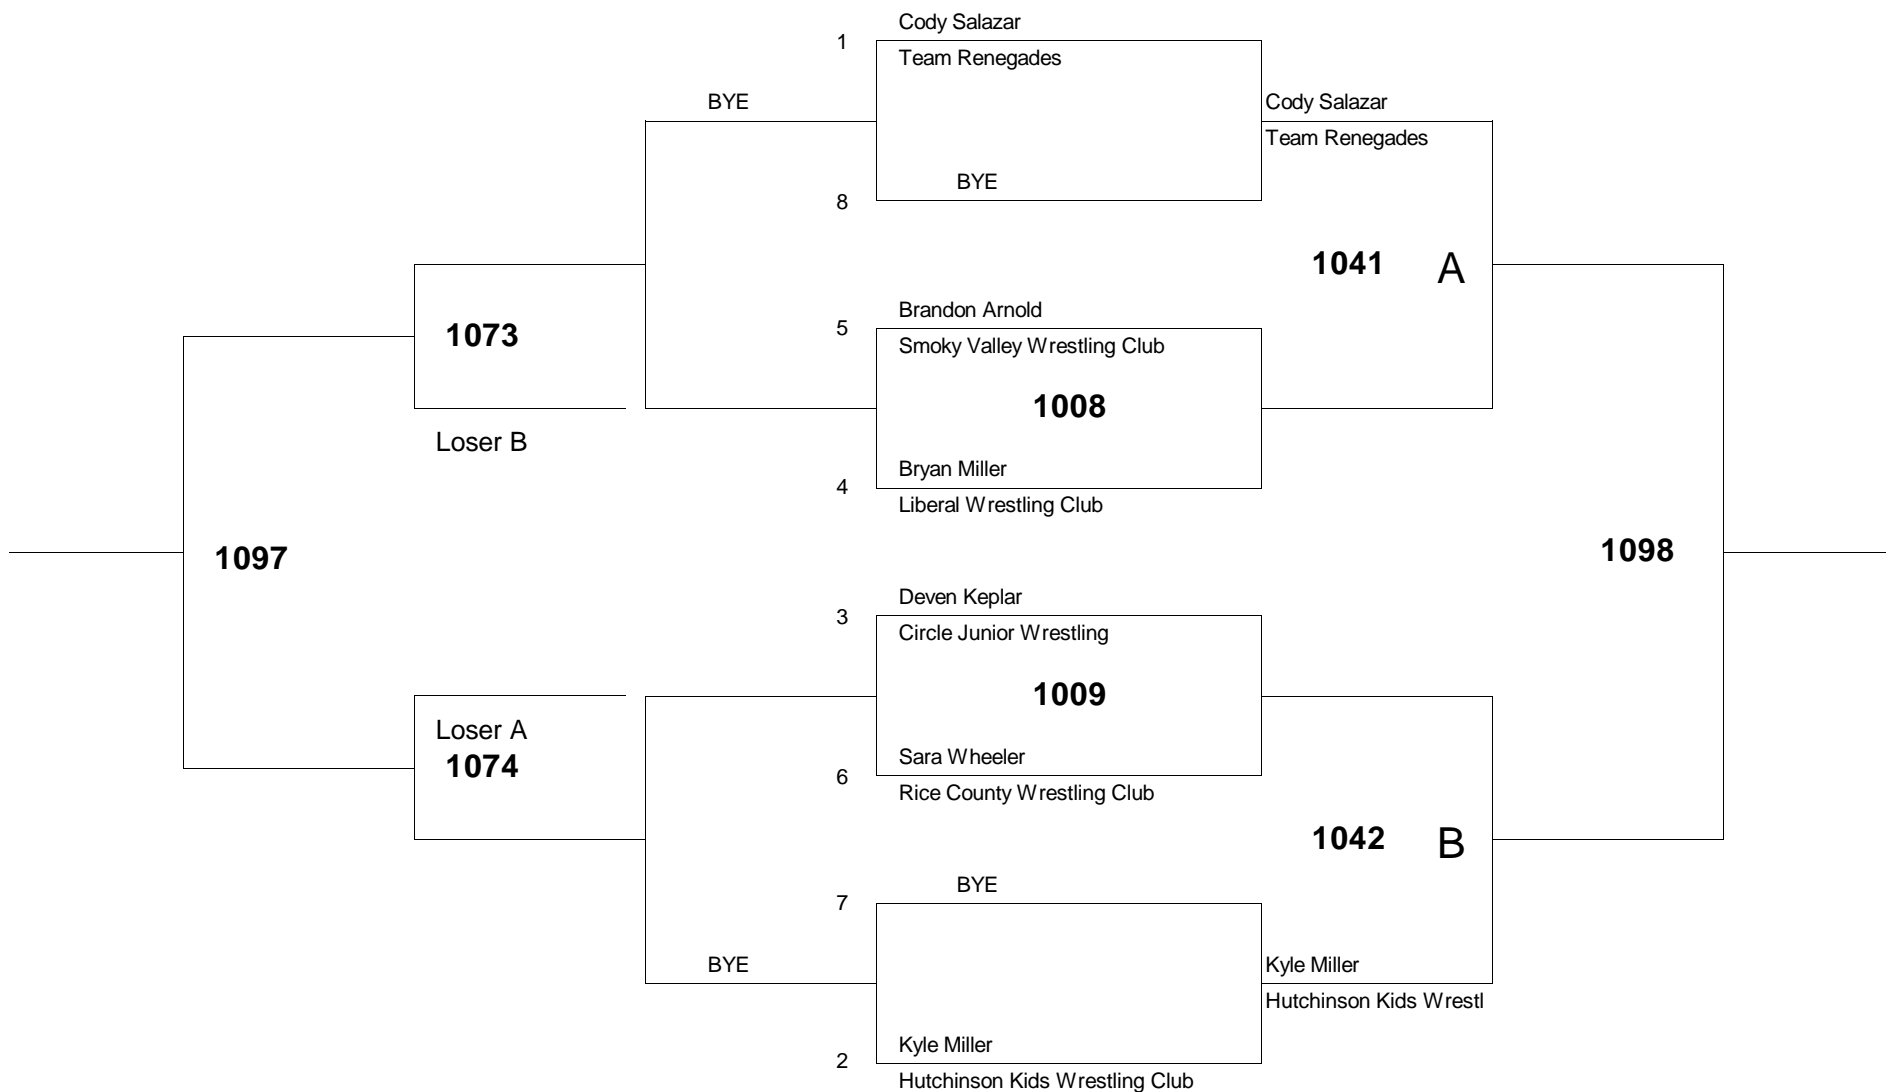 Cody Salazar
1
Team Renegades
BYE
Cody Salazar
Team Renegades
BYE
8
1041
A
Brandon Arnold
5
1073
Smoky Valley Wrestling Club
1008
Loser B
Bryan Miller
4
Liberal Wrestling Club
1097
1098
Deven Keplar
3
Circle Junior Wrestling
1009
Loser A
Sara Wheeler
1074
6
Rice County Wrestling Club
1042
B
BYE
7
BYE
Kyle Miller
Hutchinson Kids Wrestl
Kyle Miller
2
Hutchinson Kids Wrestling Club